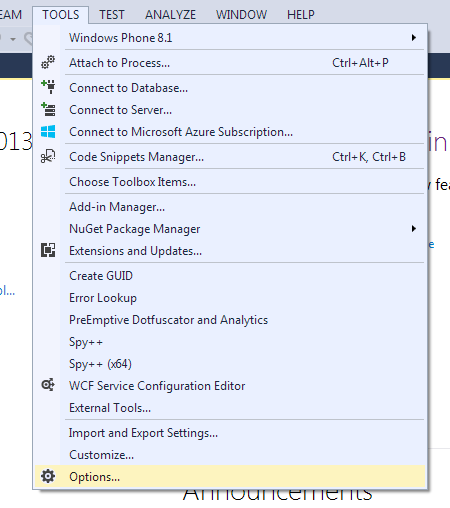 EAM TOOLS TEST ANALYZE WINDOW HELP
Windows Phone 8.1
Attach to Process... Ctrl+Alt+P
Connect to Database...
Connect to Server...
Connect to Microsoft Azure Subscription...
013 in
Code Snippets Manager... Ctrl+K, Ctrl+B
Choose Toolbox Items...
y fea
Add-in Manager...
NuGet Package Manager
Extensions and Updates... e
Create GUID
ol...
Error Lookup
PreEmptive Dotfuscator and Analytics
Spy++
Spy++ (x64)
WCF Service Configuration Editor
External Tools...
Import and Export Settings...
Customize...
Options...
Announcements